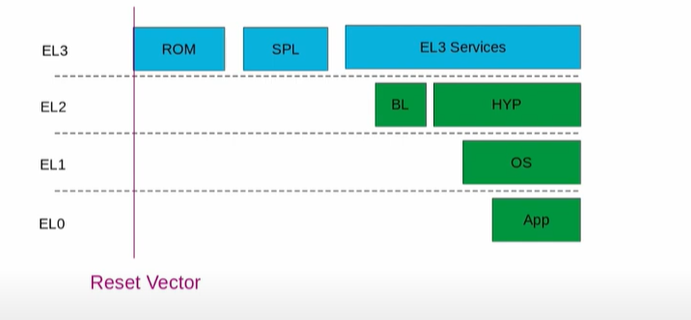 EL3
ROM
SPL
EL3 Services
EL2
BL
HYP
EL1
OS
EL0
App
Reset Vector